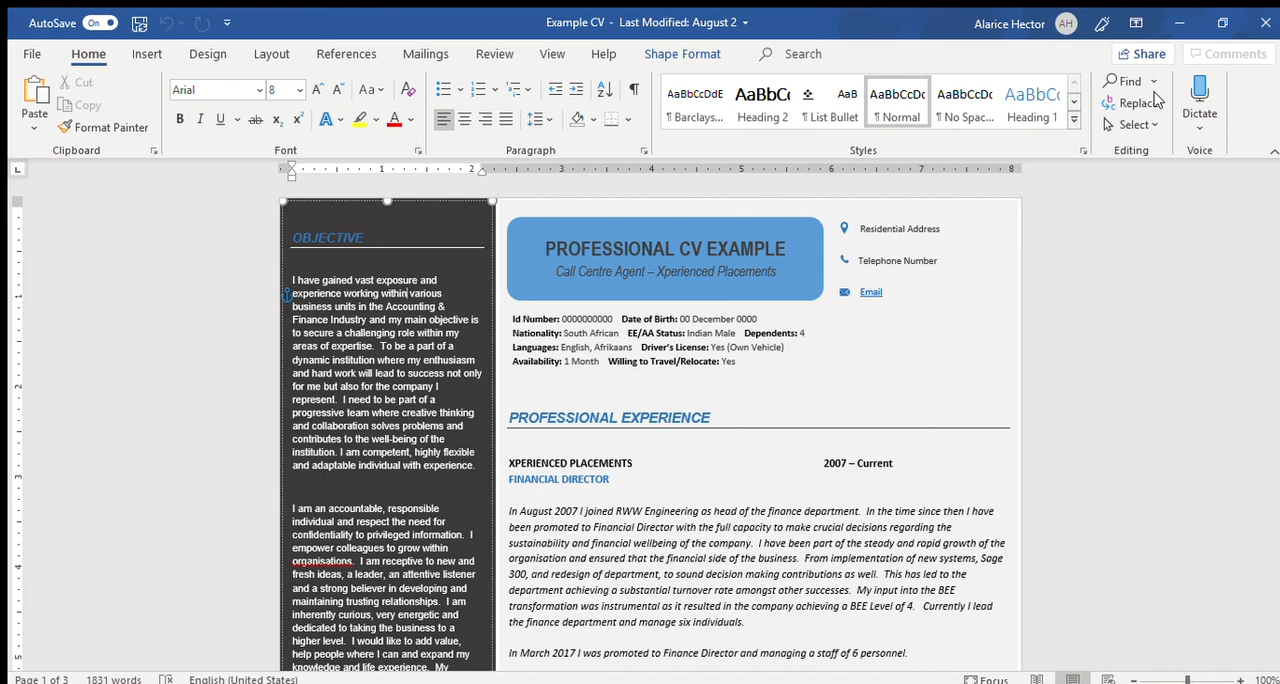 AutoSave On
Example CV - Last Modified: August 2
Alarice Hector AH
File Home Insert Design Layout References Mailings Review View Help Shape Format Search Share Comments
Paste
Cut
Copy
Format Painter
Clipboard
Arial 8
Font
Paragraph
AaBbCcDdE
¶ Barclays...
AaBbC
Heading 2
AaB
¶ List Bullet
AaBbCcDc
¶ Normal
AaBbCcDc
¶ No Spac...
AaBbC
Heading 1
Styles
Find
Replace
Select
Editing
Dictate
Voice
1 2 3 4 5 6 7 8
OBJECTIVE
I have gained vast exposure and
experience working within various
business units in the Accounting &
Finance Industry and my main objective is
to secure a challenging role within my
areas of expertise. To be a part of a
dynamic institution where my enthusiasm
and hard work will lead to success not only
for me but also for the company I
represent. I need to be part of a
progressive team where creative thinking
and collaboration solves problems and
contributes to the well-being of the
institution. I am competent, highly flexible
and adaptable individual with experience.
I am an accountable, responsible
individual and respect the need for
confidentiality to privileged information. I
empower colleagues to grow within
organisations. I am receptive to new and
fresh ideas, a leader, an attentive listener
and a strong believer in developing and
maintaining trusting relationships. I am
inherently curious, very energetic and
dedicated to taking the business to a
higher level. I would like to add value,
help people where I can and expand my
knowledge and life experience. My
PROFESSIONAL CV EXAMPLE
Call Centre Agent – Xperienced Placements
Residential Address
Telephone Number
Email
Id Number: 0000000000 Date of Birth: 00 December 0000
Nationality: South African EE/AA Status: Indian Male Dependents: 4
Languages: English, Afrikaans Driver's License: Yes (Own Vehicle)
Availability: 1 Month Willing to Travel/Relocate: Yes
PROFESSIONAL EXPERIENCE
XPERIENCED PLACEMENTS 2007 – Current
FINANCIAL DIRECTOR
In August 2007 I joined RWW Engineering as head of the finance department. In the time since then I have
been promoted to Financial Director with the full capacity to make crucial decisions regarding the
sustainability and financial wellbeing of the company. I have been part of the steady and rapid growth of the
organisation and ensured that the financial side of the business. From implementation of new systems, Sage
300, and redesign of department, to sound decision making contributions as well. This has led to the
department achieving a substantial turnover rate amongst other successes. My input into the BEE
transformation was instrumental as it resulted in the company achieving a BEE Level of 4. Currently I lead
the finance department and manage six individuals.
In March 2017 I was promoted to Finance Director and managing a staff of 6 personnel.
Page 1 of 3 1831 words English (United States) Focus 100%